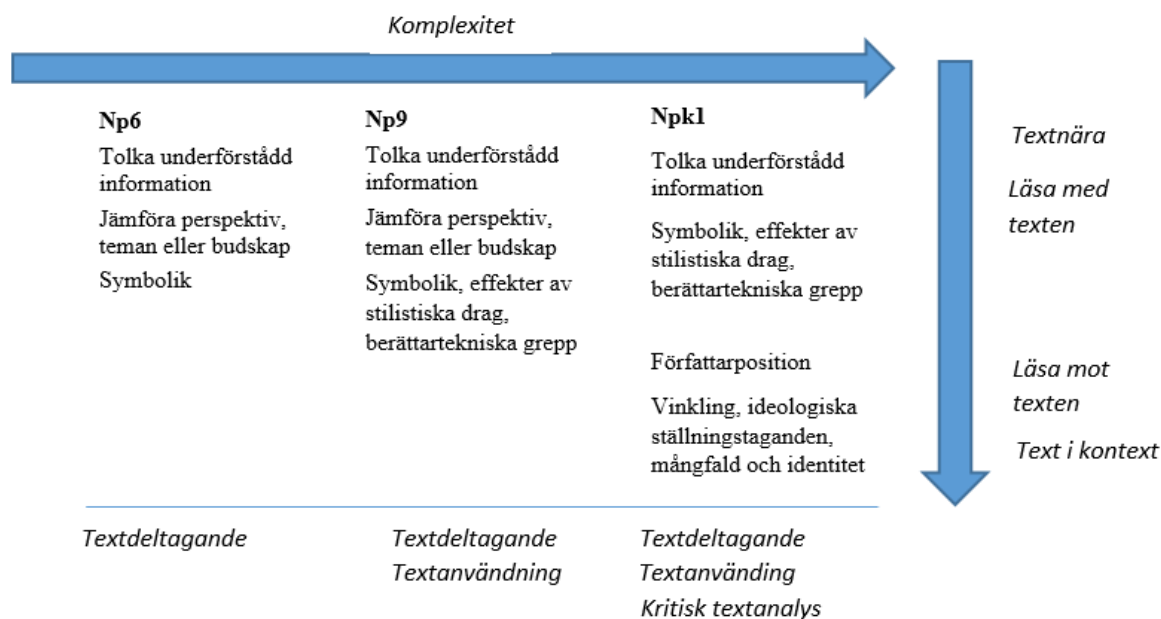 Komplexitet
Np6
Tolka underförstådd
information
Jämföra perspektiv,
teman eller budskap
Symbolik
Np9
Tolka underförstådd
information
Jämföra perspektiv,
teman eller budskap
Symbolik, effekter av
stilistiska drag,
berättartekniska grepp
Npk1
Tolka underförstådd
information
Symbolik, effekter av
stilistiska drag,
berättartekniska grepp
Författarposition
Vinkling, ideologiska
ställningstaganden,
mångfald och identitet
Textnära
Läsa med
texten
Läsa mot
texten
Text i kontext
Textdeltagande
Textdeltagande
Textanvändning
Textdeltagande
Textanvänding
Kritisk textanalys